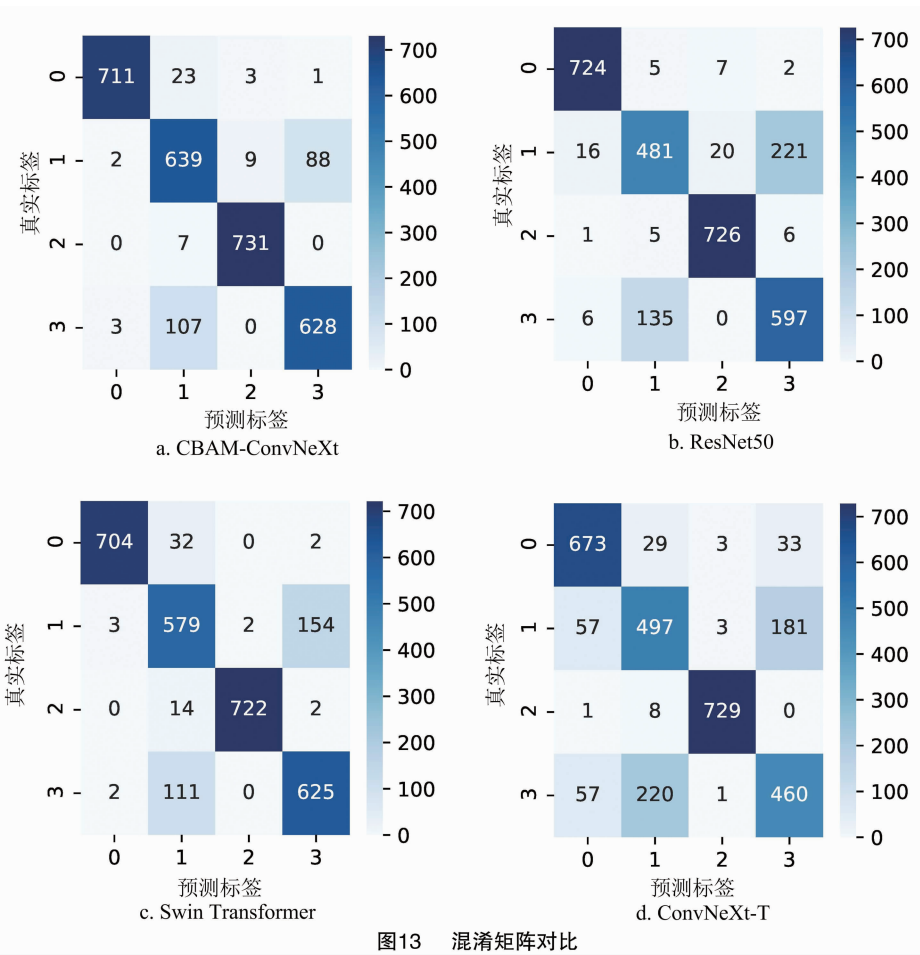 0 711 23 3 1
真实标签
1 2 639 9 88
2 0 7 731 0
3 3 107 0 628
0 1 2 3
预测标签
700
600
500
400
300
200
100
0
a. CBAM-ConvNeXt
0 724 5 7 2
真实标签
1 16 481 20 221
2 1 5 726 6
3 6 135 0 597
0 1 2 3
预测标签
700
600
500
400
300
200
100
0
b. ResNet50
0 704 32 0 2
真实标签
1 3 579 2 154
2 0 14 722 2
3 2 111 0 625
0 1 2 3
预测标签
700
600
500
400
300
200
100
0
c. Swin Transformer
0 673 29 3 33
真实标签
1 57 497 3 181
2 1 8 729 0
3 57 220 1 460
0 1 2 3
预测标签
700
600
500
400
300
200
100
0
d. ConvNeXt-T
图13 混淆矩阵对比